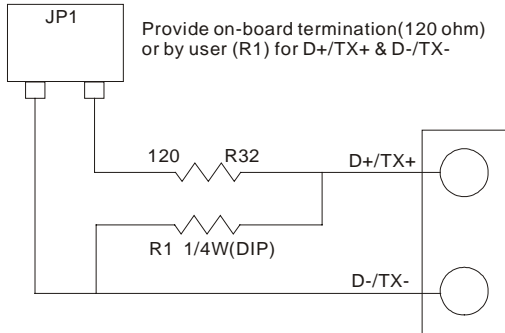 JP1
Provide on-board termination(120 ohm)
or by user (R1) for D+/TX+ & D-/TX-
120 R32
D+/TX+
R1 1/4W(DIP)
D-/TX-